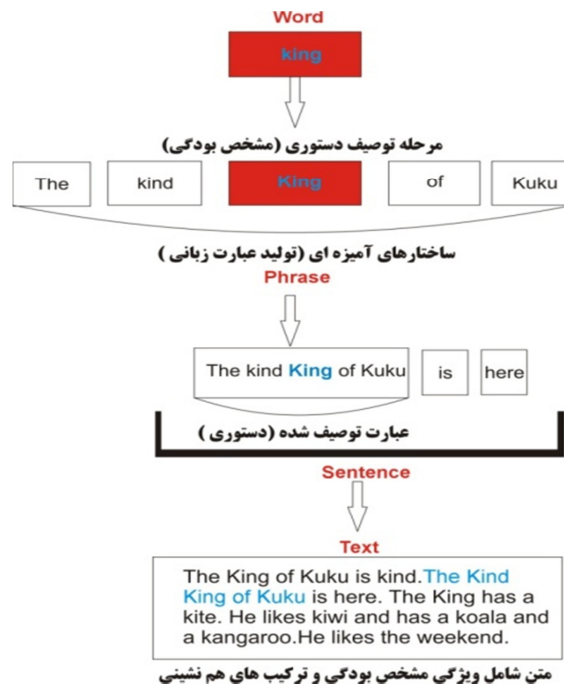 Word
king
مرحله توصیف دستوری (مشخص بودگی)
The kind King of Kuku
ساختارهای آمیزه ای (تولید عبارت زبانی )
Phrase
The kind King of Kuku is here
عبارت توصیف شده (دستوری )
Sentence
Text
The King of Kuku is kind.The Kind
King of Kuku is here. The King has a
kite. He likes kiwi and has a koala and
a kangaroo.He likes the weekend.
متن شامل ویژگی مشخص بودگی و ترکیب های هم نشینی